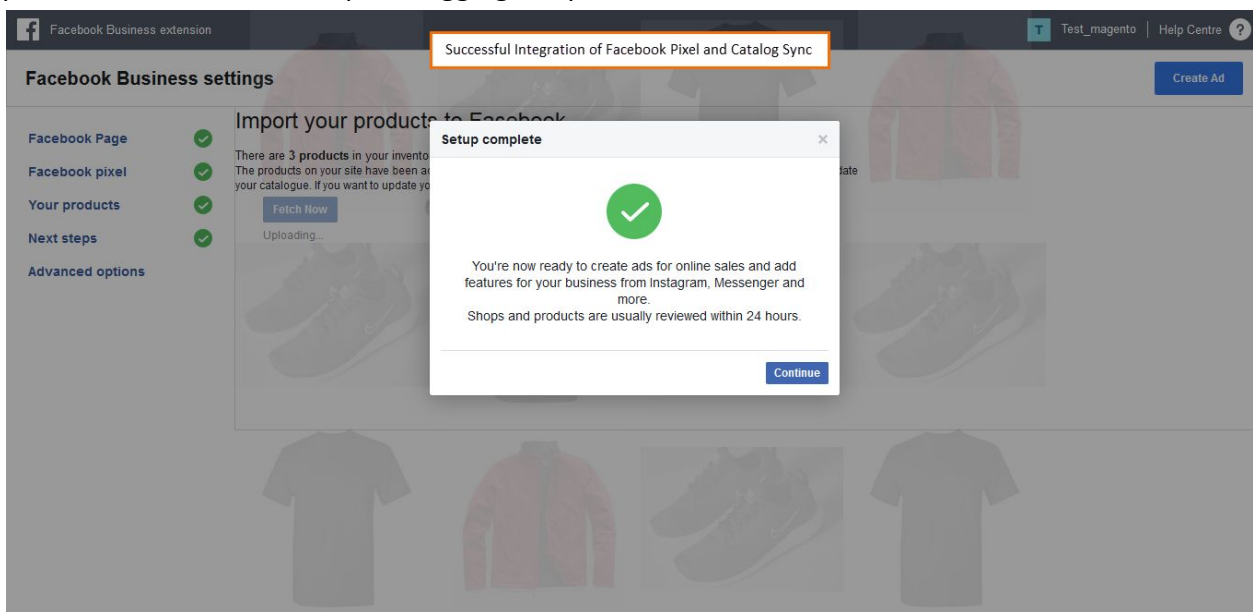 Facebook Business extension
Successful Integration of Facebook Pixel and Catalog Sync
T Test_magento | Help Centre ?
Facebook Business settings
Create Ad
Facebook Page
Facebook pixel
Your products
Next steps
Advanced options
Import your products to Facebook
There are 3 products in your
The products on your site have been
date
your catalogue. If you want to update
Fetch Now
Uploading...
Setup complete
You're now ready to create ads for online sales and add
features for your business from Instagram, Messenger and
more.
Shops and products are usually reviewed within 24 hours.
Continue